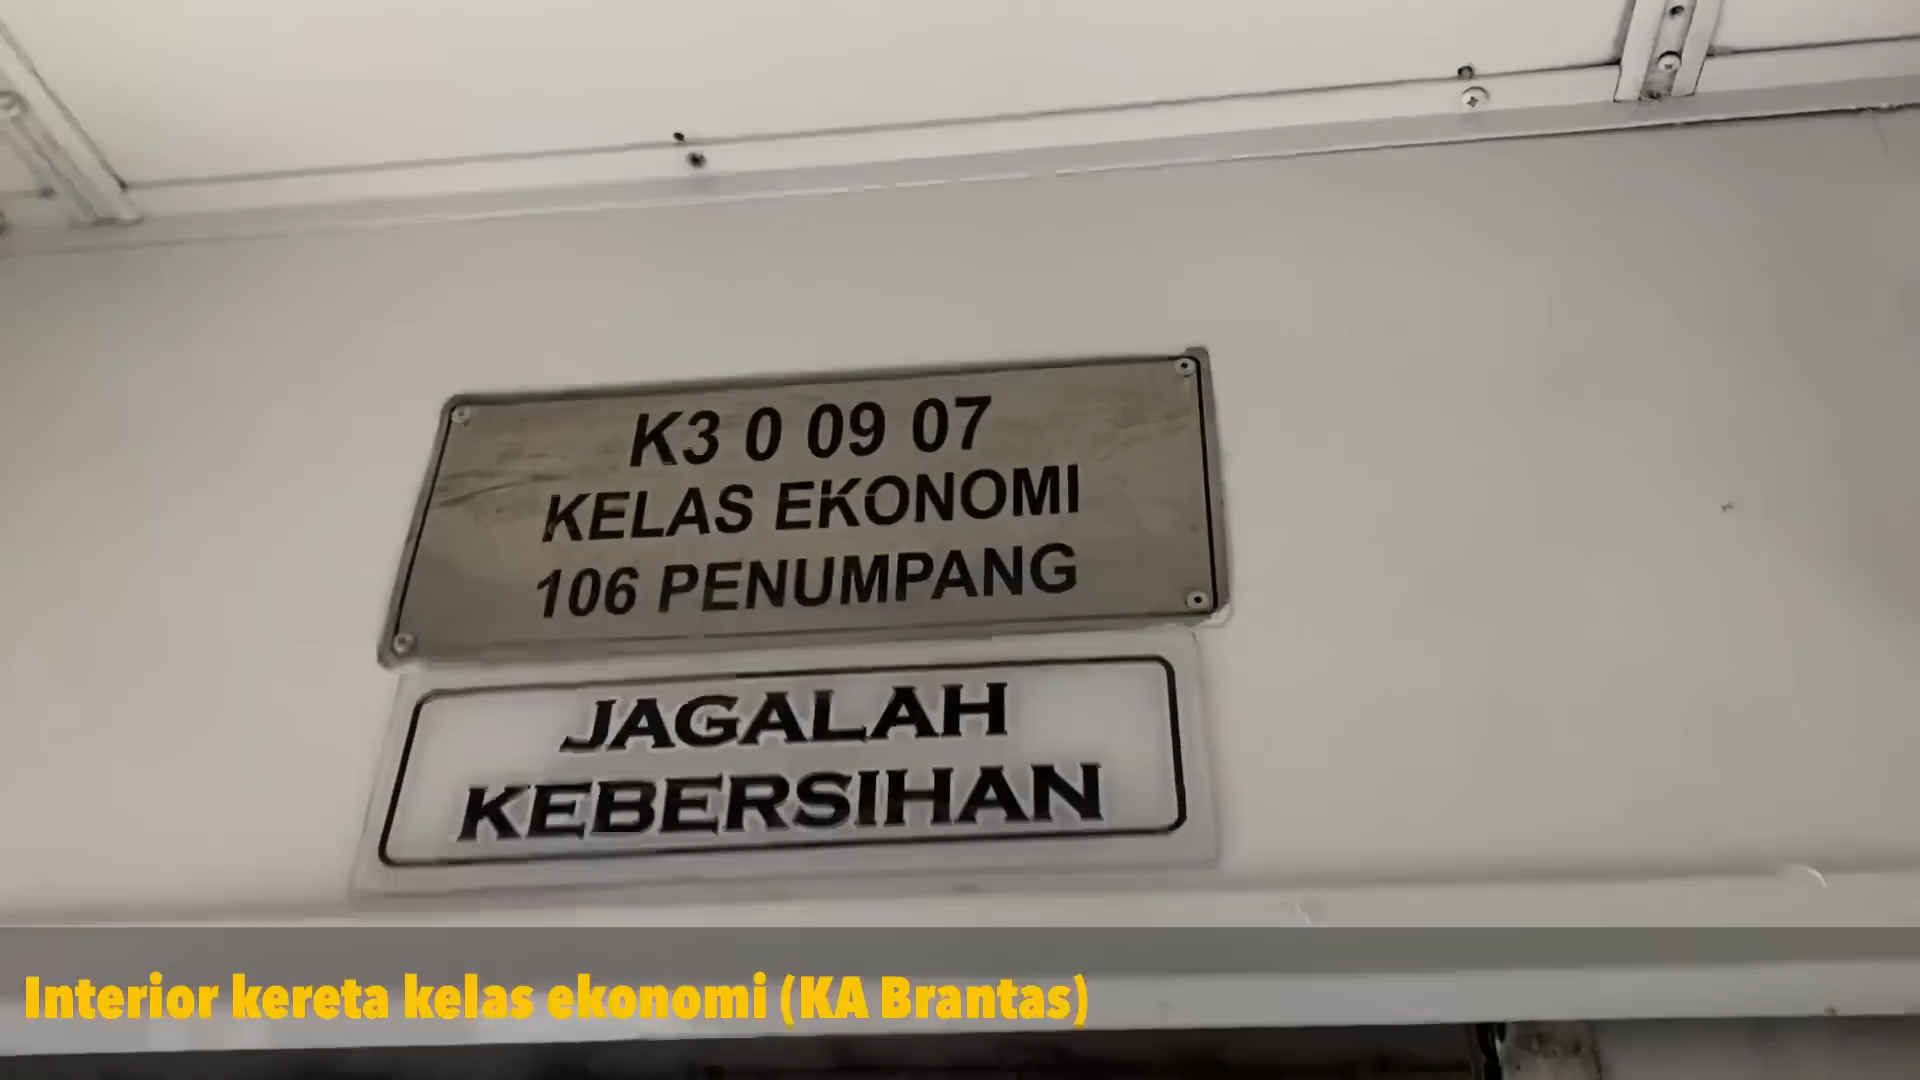 K3 0 09 07
KELAS EKONOMI
106 PENUMPANG
JAGALAH
KEBERSIHAN
Interior kereta kelas ekonomi (KA Brantas)